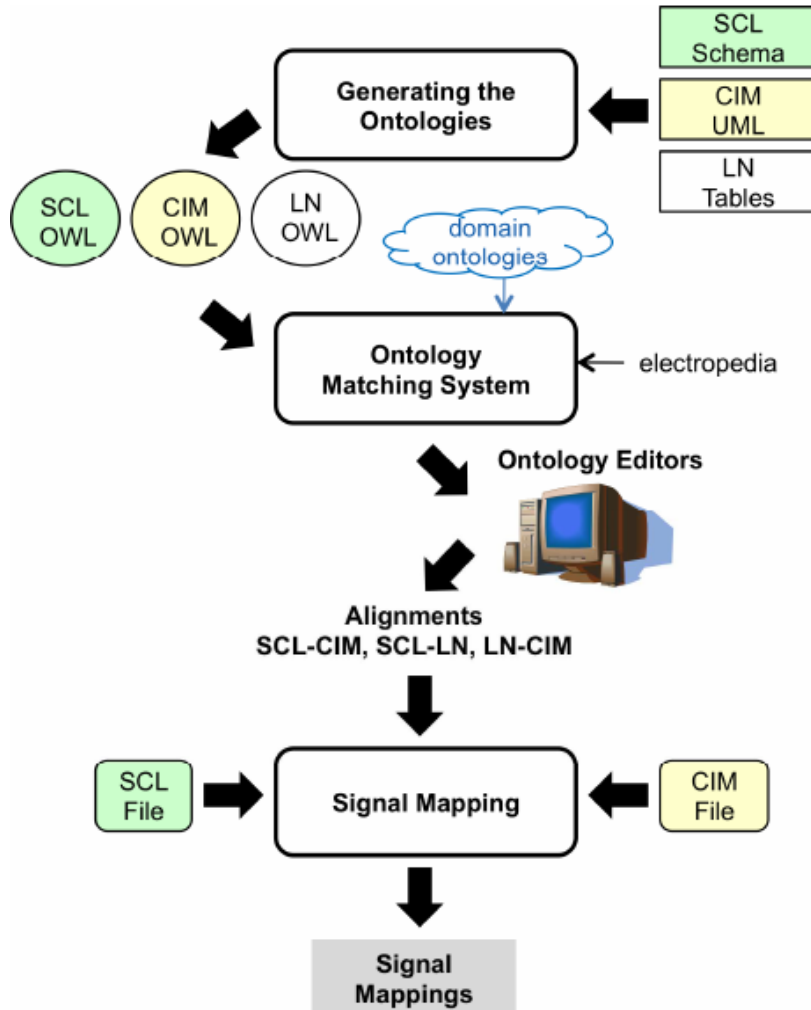 SCL
Schema
Generating the
Ontologies
CIM
UML
LN
Tables
SCL
OWL
CIM
OWL
LN
OWL
domain
ontologies
Ontology
Matching System
electropedia
Ontology Editors
Alignments
SCL-CIM, SCL-LN, LN-CIM
SCL
File
Signal Mapping
CIM
File
Signal
Mappings